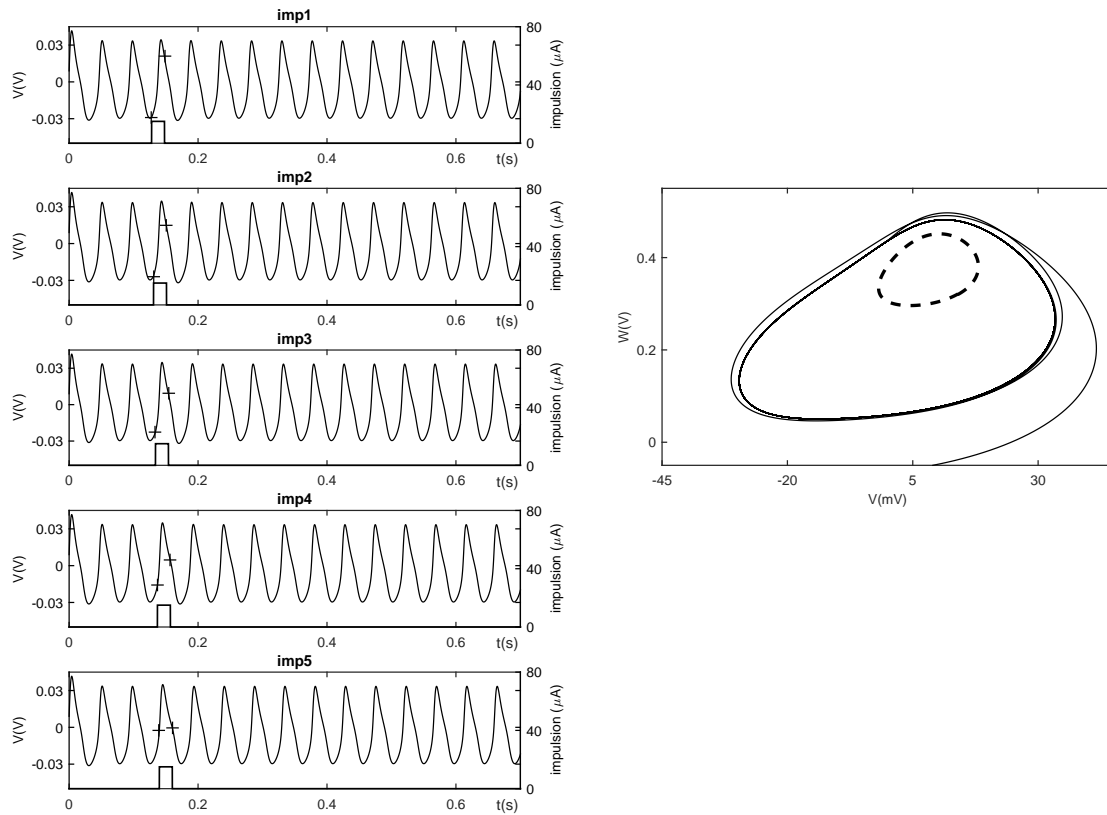 imp1
0.03
0
-0.03
V(V)
80
40
0
impulsion (μA)
0 0.2 0.4 0.6 t(s)
imp2
0.03
0
-0.03
V(V)
80
40
0
impulsion (μA)
0 0.2 0.4 0.6 t(s)
imp3
0.03
0
-0.03
V(V)
80
40
0
impulsion (μA)
0 0.2 0.4 0.6 t(s)
imp4
0.03
0
-0.03
V(V)
80
40
0
impulsion (μA)
0 0.2 0.4 0.6 t(s)
imp5
0.03
0
-0.03
V(V)
80
40
0
impulsion (μA)
0 0.2 0.4 0.6 t(s)
0.4
0.2
0
W(V)
-45 -20 5 30
V(mV)